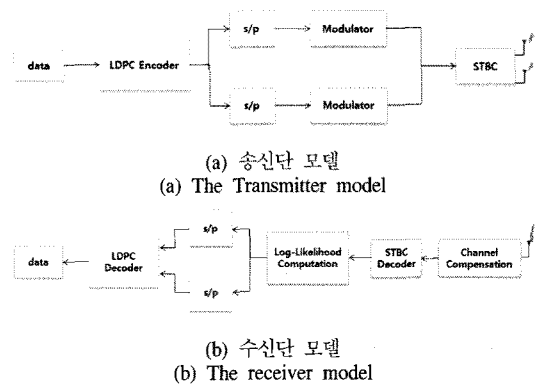 s/p
Modulator
data
LDPC Encoder
STBC
s/p
Modulator
(a) 송신단 모델
(a) The Transmitter model
s/p
data
LDPC
Decoder
Log-Likelihood
Computation
STBC
Decoder
Channel
Compensation
s/p
(b) 수신단 모델
(b) The receiver model